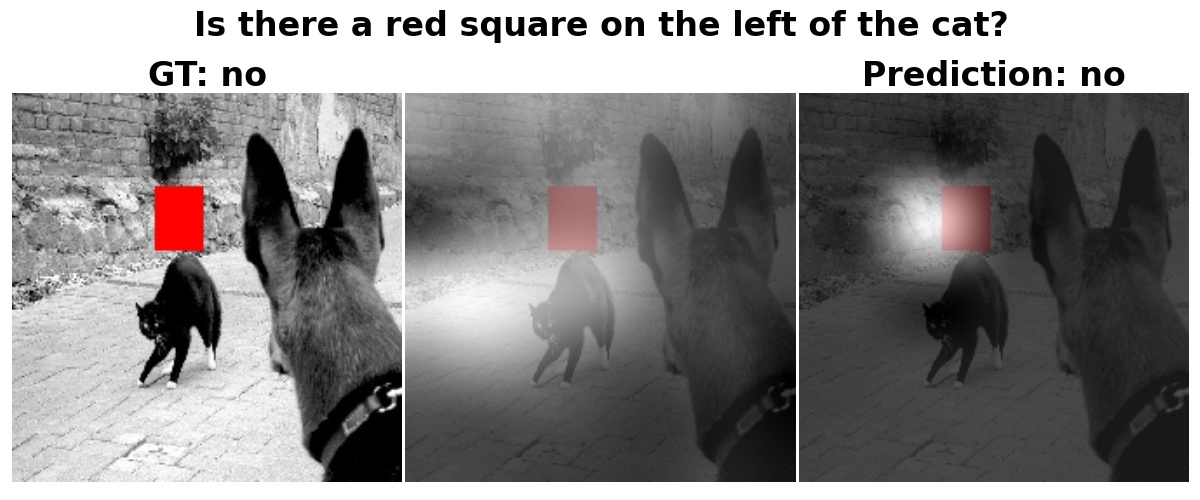 Is there a red square on the left of the cat?
GT: no
Prediction: no